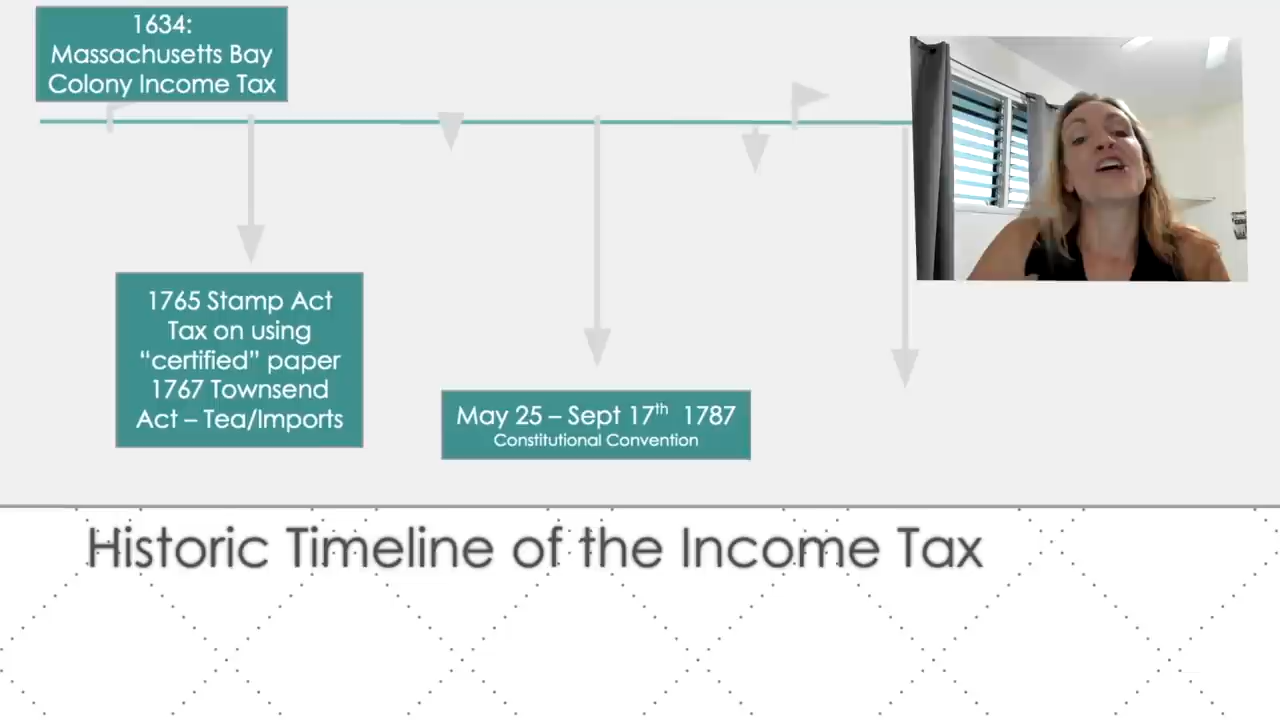 1634:
Massachusetts Bay
Colony Income Tax
1765 Stamp Act
Tax on using
“certified” paper
1767 Townsend
Act – Tea/Imports
May 25 – Sept 17th 1787
Constitutional Convention
Historic Timeline of the Income Tax